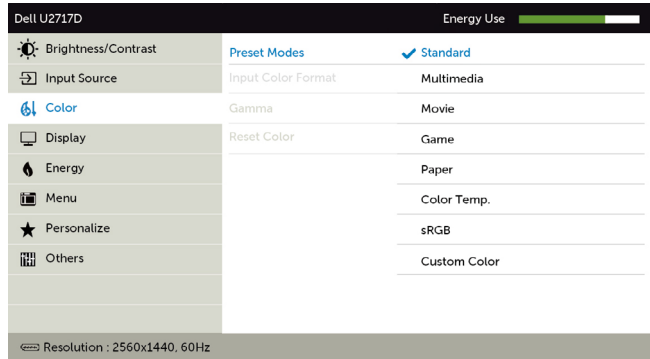 Dell U2717D
Energy Use
Brightness/Contrast
Input Source
Color
Display
Energy
Menu
Personalize
Others
Preset Modes
Input Color Format
Gamma
Reset Color
Standard
Multimedia
Movie
Game
Paper
Color Temp.
sRGB
Custom Color
Resolution : 2560x1440, 60Hz